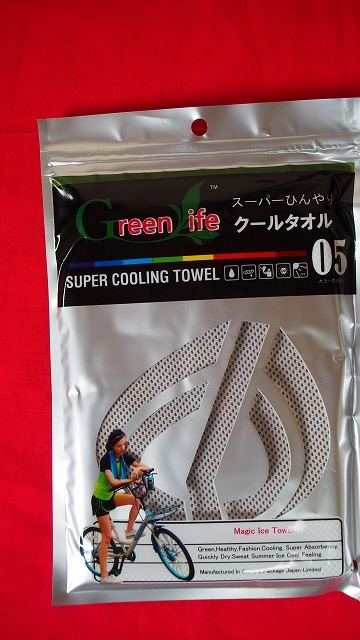 ™
Green life
スーパーひんやり
クールタオル
SUPER COOLING TOWEL
05
Magic Ice Towel
Green,Healthy,Fashion,Cooling, Super Absorbency,
Quickly Dry Sweat Summer Ice Cool Feeling.
Manufactured In Package Japan Limited